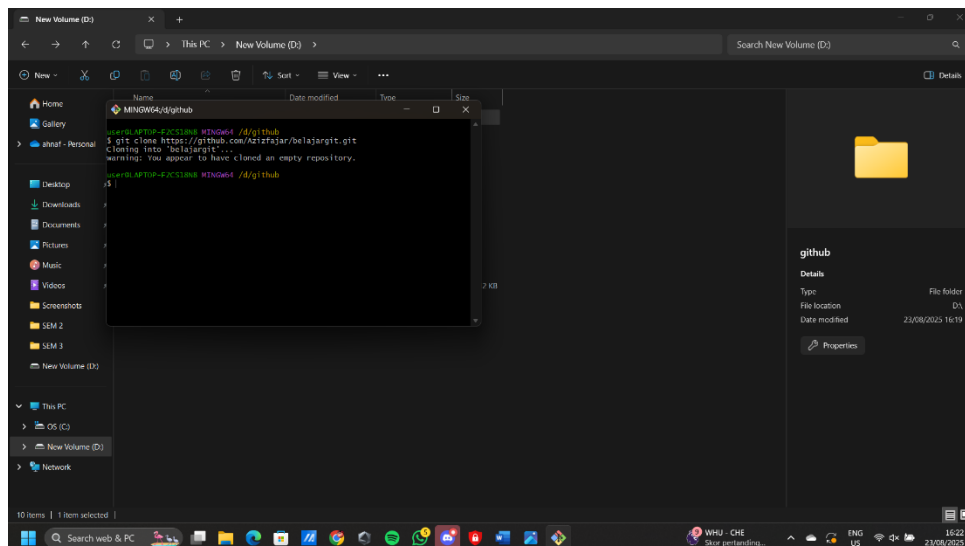 New Volume (D:)
This PC > New Volume (D:) >
Search New Volume (D:)
New
Sort
View
Details
Home
Gallery
ahnaf - Personal
Desktop
Downloads
Documents
Pictures
Music
Videos
Screenshots
SEM 2
SEM 3
New Volume (D:)
This PC
OS (C:)
New Volume (D:)
Network
Name
Date modified
Type
Size
MINGW64:/d/github
user@LAPTOP-F2CS18N8 MINGW64 /d/github
$ git clone https://github.com/Azizfajar/belajargit.git
Cloning into 'belajargit'...
warning: You appear to have cloned an empty repository.
user@LAPTOP-F2CS18N8 MINGW64 /d/github
$
2 KB
github
Details
Type File folder
File location D:\
Date modified 23/08/2025 16:19
Properties
10 items
1 item selected
Search web & PC
WHU - CHE
Skor pertanding...
ENG
US
16:22
23/08/2025